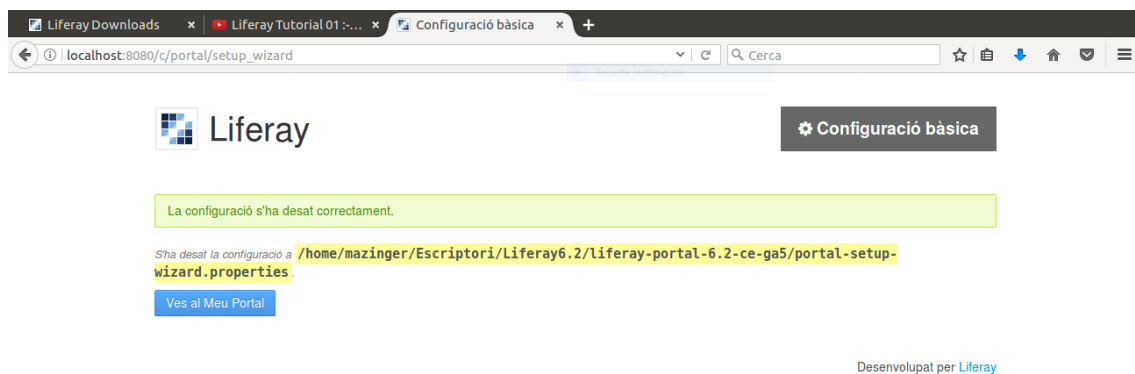 Liferay Downloads × Liferay Tutorial 01 :-... × Configuració bàsica × +
localhost:8080/c/portal/setup_wizard Cerca
Recorte rectangular
Liferay Configuració bàsica
La configuració s'ha desat correctament.
S'ha desat la configuració a /home/mazinger/Escriptori/Liferay6.2/liferay-portal-6.2-ce-ga5/portal-setup-
wizard.properties.
Ves al Meu Portal
Desenvolupat per Liferay